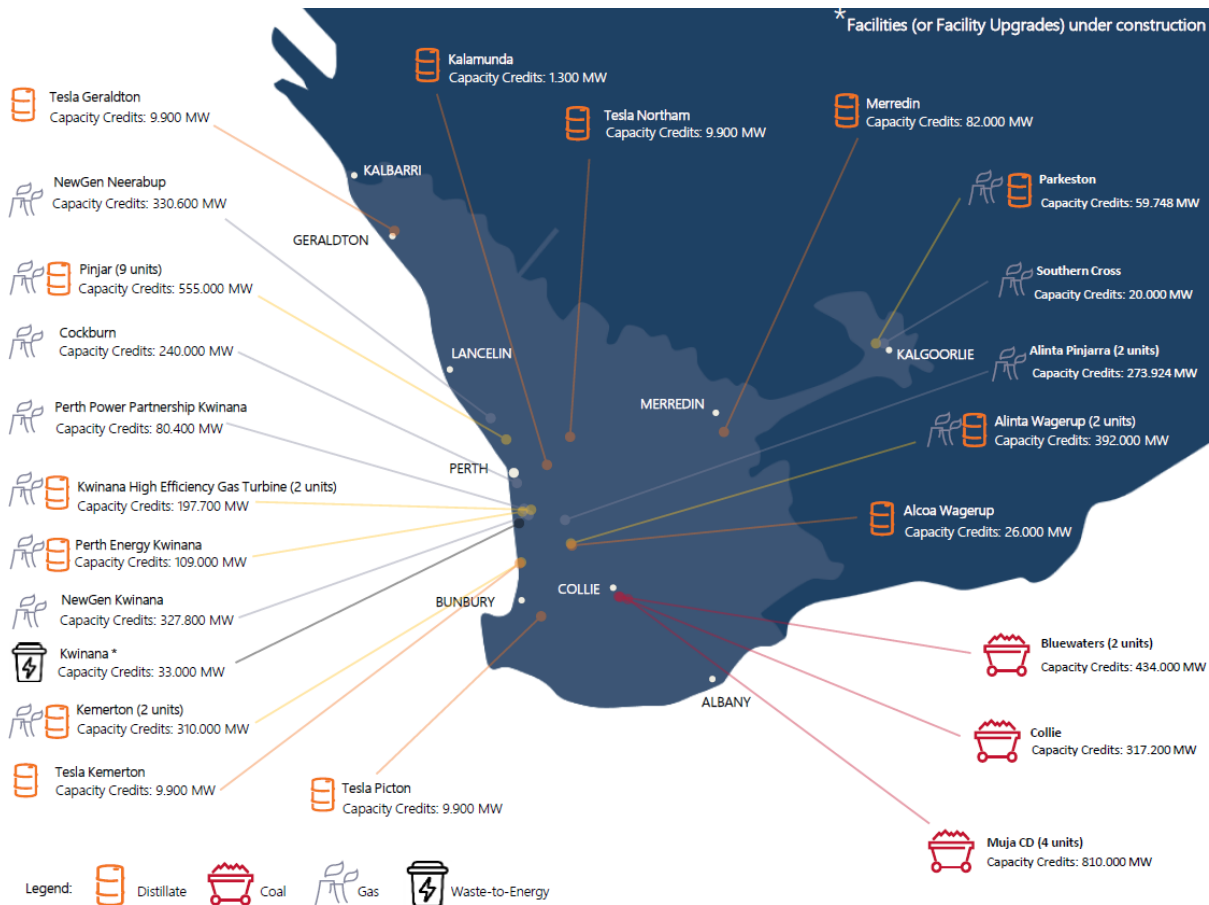 *Facilities (or Facility Upgrades) under construction
Kalamunda
Capacity Credits: 1.300 MW
Tesla Geraldton
Capacity Credits: 9.900 MW
Tesla Northam
Capacity Credits: 9.900 MW
Merredin
Capacity Credits: 82.000 MW
KALBARRI
NewGen Neerabup
Capacity Credits: 330.600 MW
Parkeston
Capacity Credits: 59.748 MW
GERALDTON
Pinjar (9 units)
Capacity Credits: 555.000 MW
Southern Cross
Capacity Credits: 20.000 MW
Cockburn
Capacity Credits: 240.000 MW
LANCELIN
KALGOORLIE
Alinta Pinjarra (2 units)
Capacity Credits: 273.924 MW
Perth Power Partnership Kwinana
Capacity Credits: 80.400 MW
MERREDIN
Alinta Wagerup (2 units)
Capacity Credits: 392.000 MW
PERTH
Kwinana High Efficiency Gas Turbine (2 units)
Capacity Credits: 197.700 MW
Alcoa Wagerup
Capacity Credits: 26.000 MW
Perth Energy Kwinana
Capacity Credits: 109.000 MW
NewGen Kwinana
Capacity Credits: 327.800 MW
BUNBURY
COLLIE
Kwinana *
Capacity Credits: 33.000 MW
Bluewaters (2 units)
Capacity Credits: 434.000 MW
ALBANY
Kemerton (2 units)
Capacity Credits: 310.000 MW
Collie
Capacity Credits: 317.200 MW
Tesla Kemerton
Capacity Credits: 9.900 MW
Tesla Picton
Capacity Credits: 9.900 MW
Muja CD (4 units)
Capacity Credits: 810.000 MW
Legend: Distillate Coal Gas Waste-to-Energy